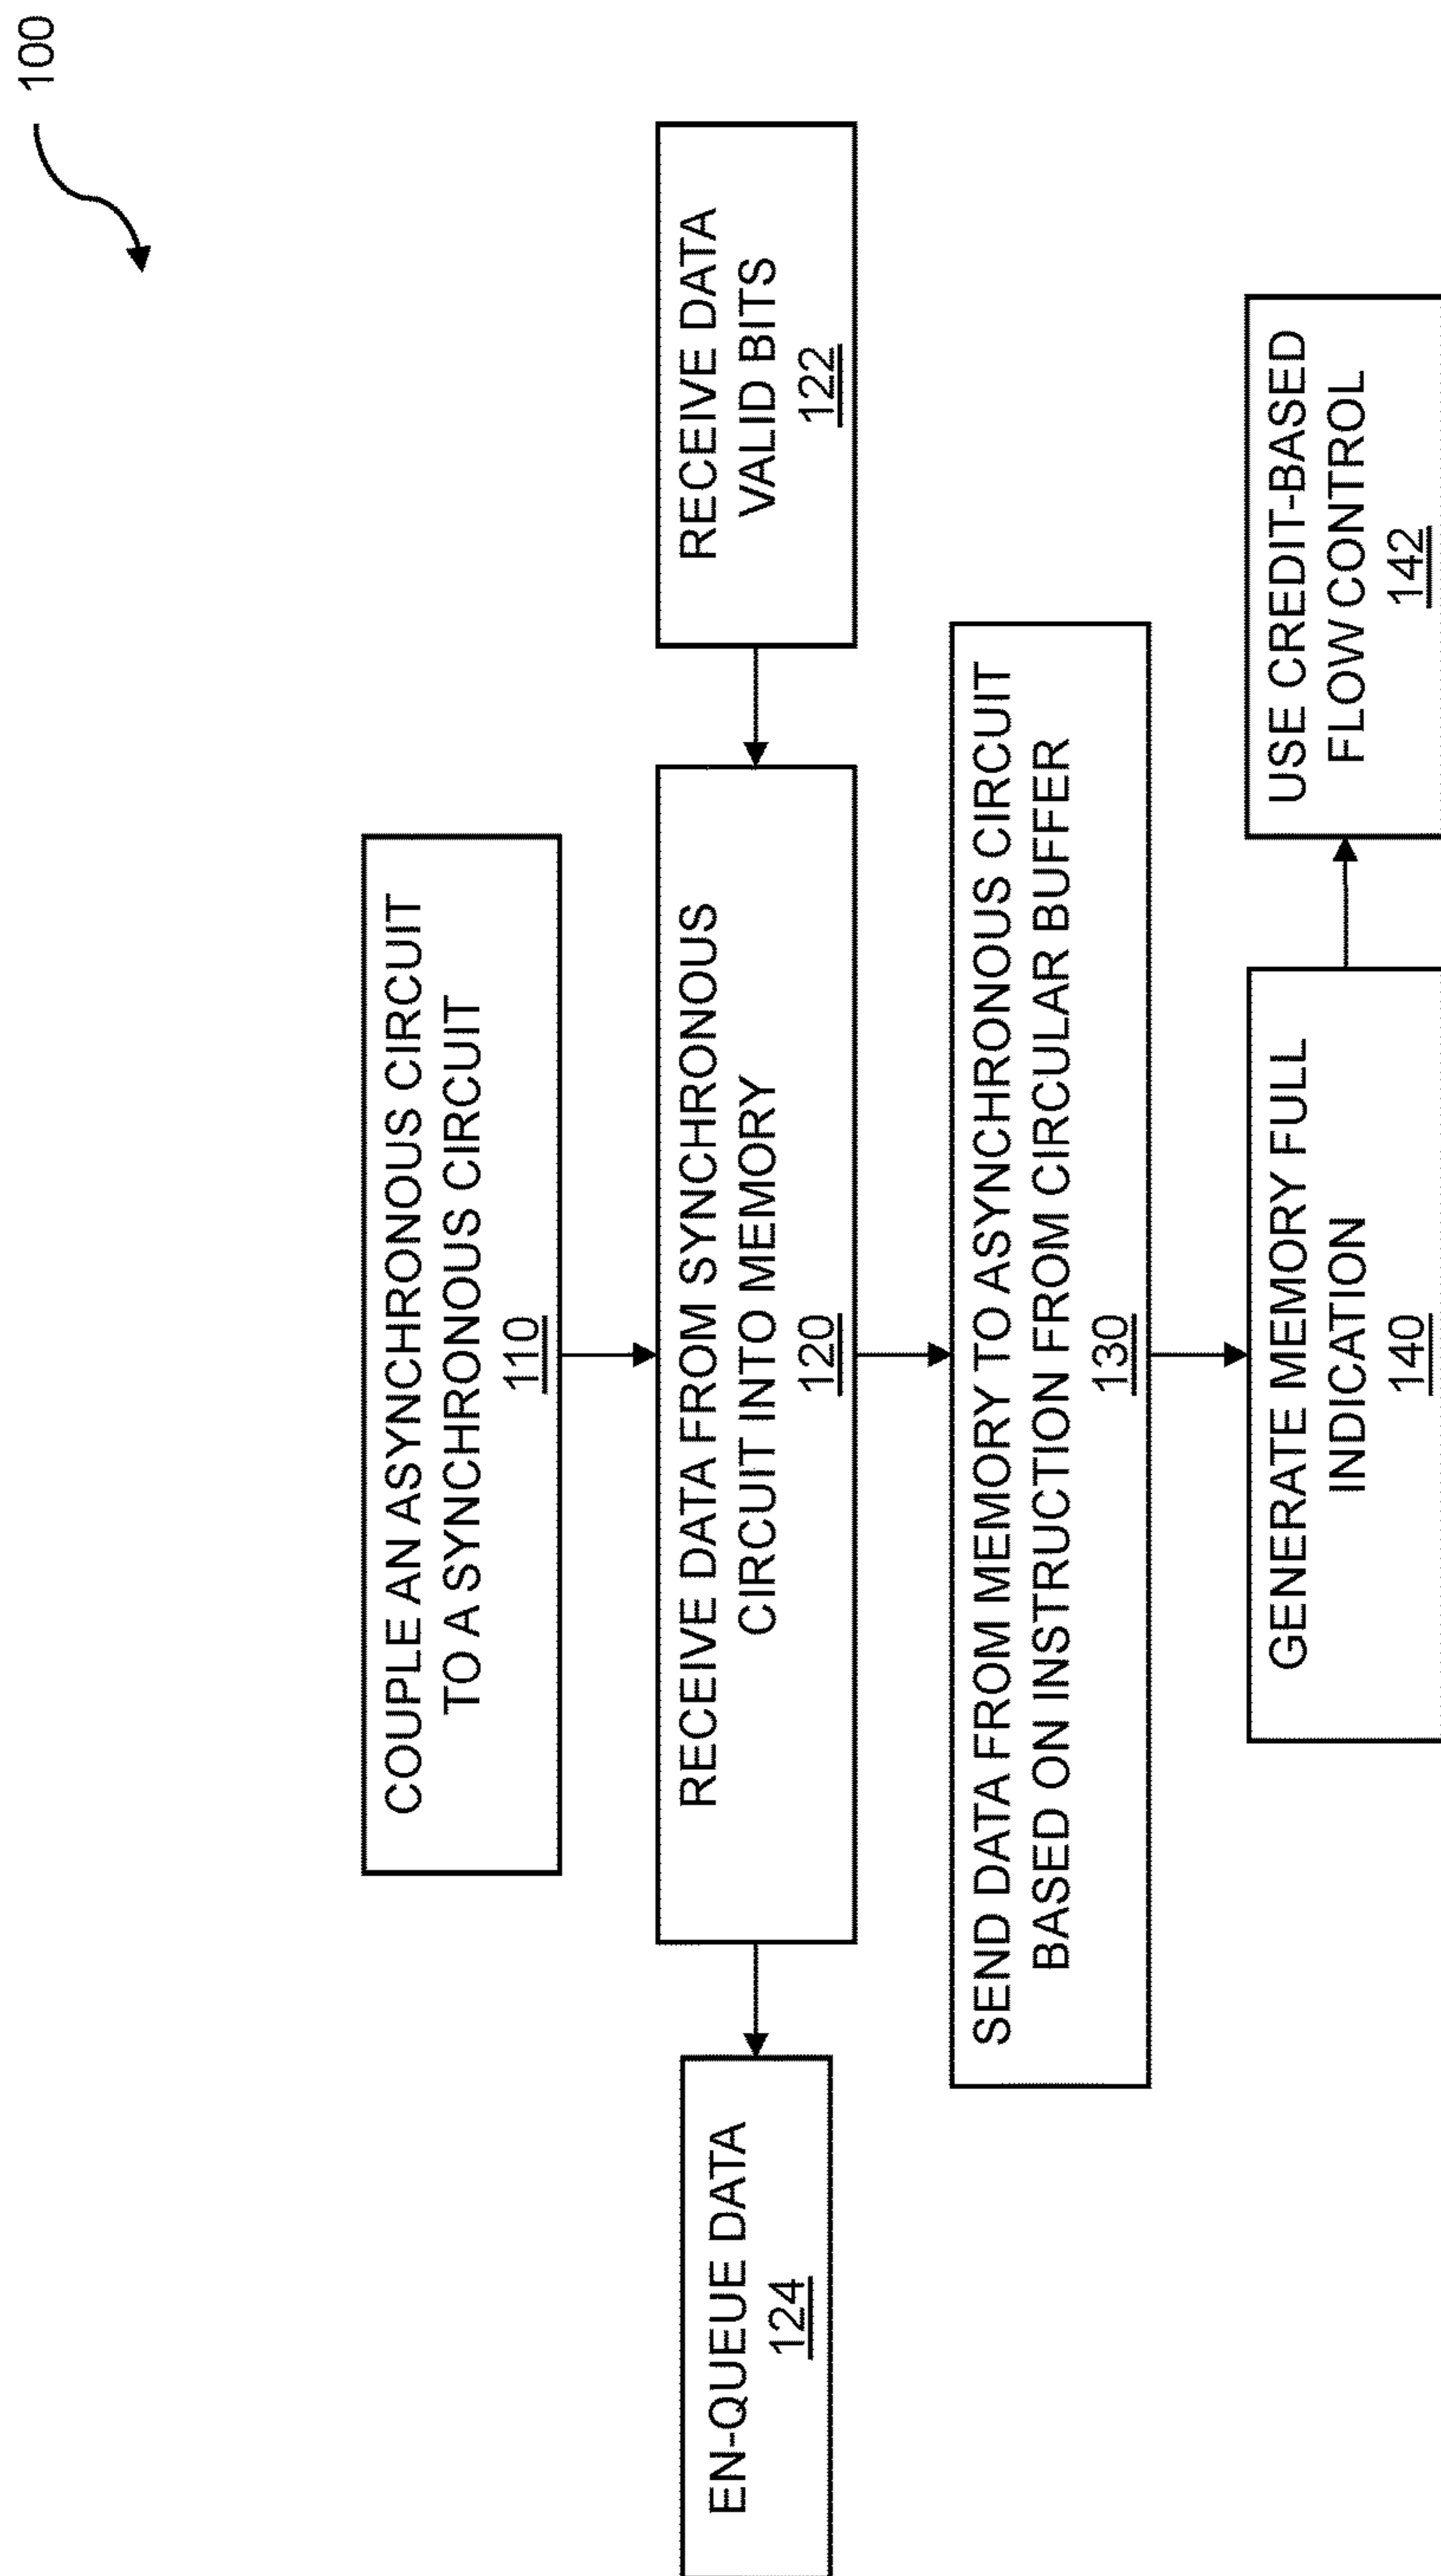 100
COUPLE AN ASYNCHRONOUS CIRCUIT
TO A SYNCHRONOUS CIRCUIT
110
EN-QUEUE DATA
124
RECEIVE DATA FROM SYNCHRONOUS
CIRCUIT INTO MEMORY
120
RECEIVE DATA
VALID BITS
122
SEND DATA FROM MEMORY TO ASYNCHRONOUS CIRCUIT
BASED ON INSTRUCTION FROM CIRCULAR BUFFER
130
GENERATE MEMORY FULL
INDICATION
140
USE CREDIT-BASED
FLOW CONTROL
142